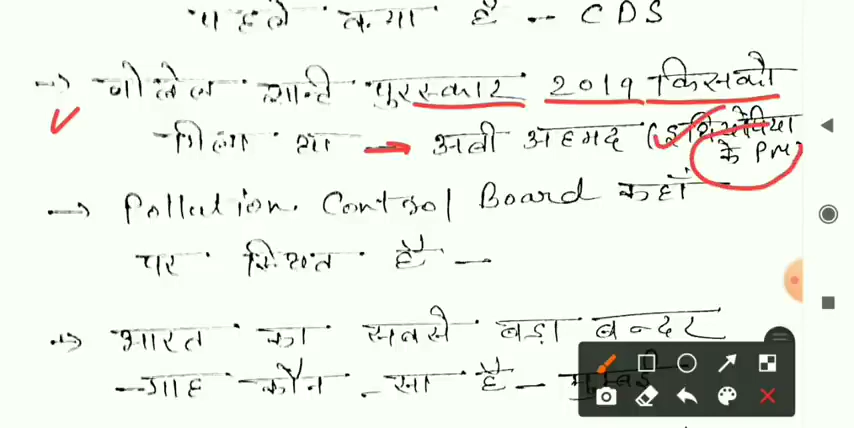 पहले क्या है - CDS
→ नोबेल शान्ति पुरस्कार 2019 किसको
मिला था → अबी अहमद (इथियोपिया
के PM)
→ Pollution Control Board कहाँ
पर स्थित है -
→ भारत का सबसे बड़ा बन्दर
-गाह कौन सा है - मुम्बई